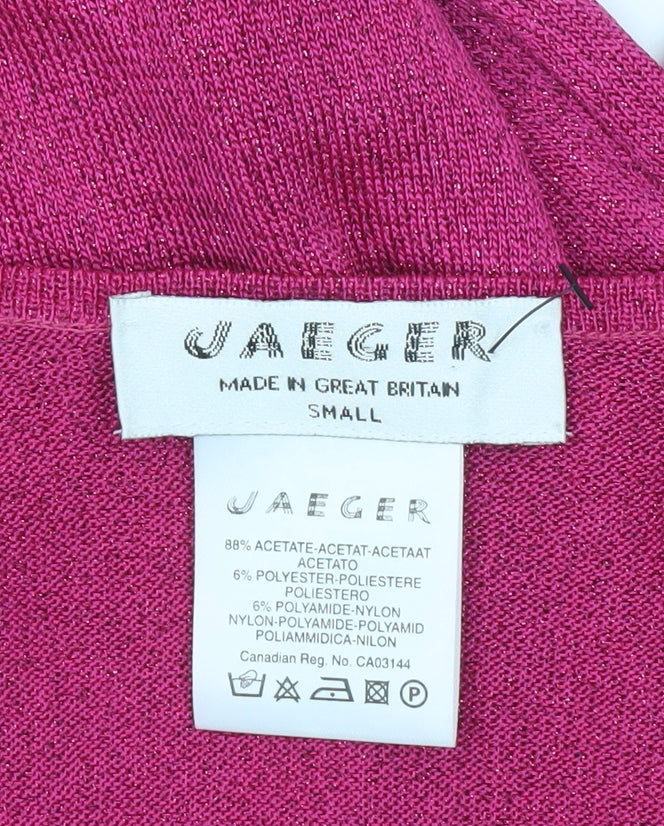 JAEGER
MADE IN GREAT BRITAIN
SMALL
JAEGER
88% ACETATE-ACETAT-ACETAAT
ACETATO
6% POLYESTER-POLIESTERE
POLIESTERO
6% POLYAMIDE-NYLON
NYLON-POLYAMIDE-POLYAMID
POLIAMMIDICA-NILON
Canadian Reg. No. CA03144
P